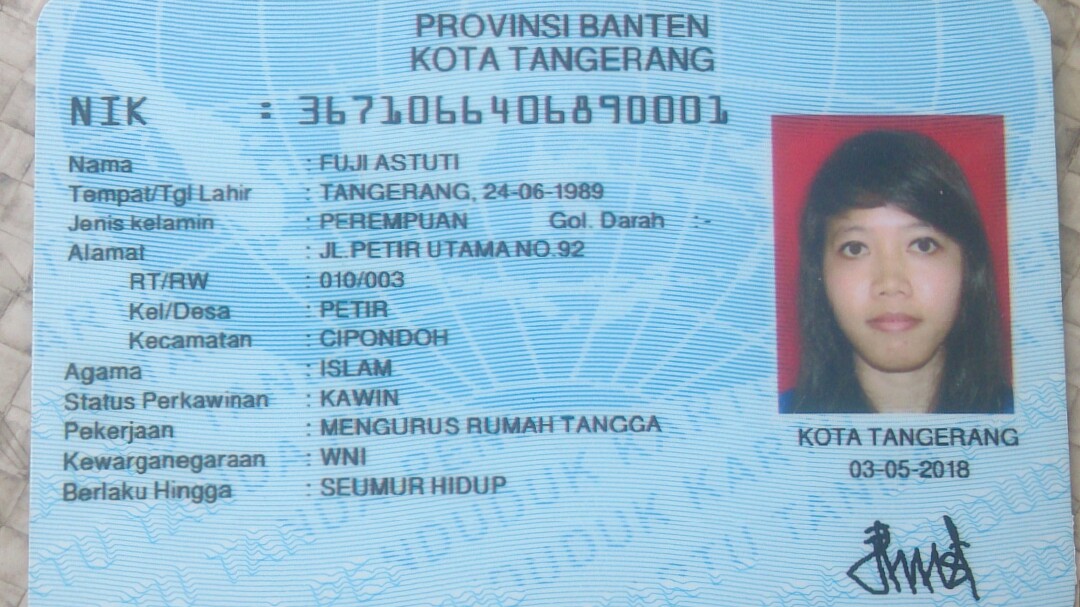 PROVINSI BANTEN
KOTA TANGERANG
NIK : 3671066406890001
Nama : FUJI ASTUTI
Tempat/Tgl Lahir : TANGERANG, 24-06-1989
Jenis kelamin : PEREMPUAN Gol. Darah :-
Alamat : JL.PETIR UTAMA NO.92
RT/RW : 010/003
Kel/Desa : PETIR
Kecamatan : CIPONDOH
Agama : ISLAM
Status Perkawinan : KAWIN
Pekerjaan : MENGURUS RUMAH TANGGA
Kewarganegaraan : WNI
Berlaku Hingga : SEUMUR HIDUP
KOTA TANGERANG
03-05-2018